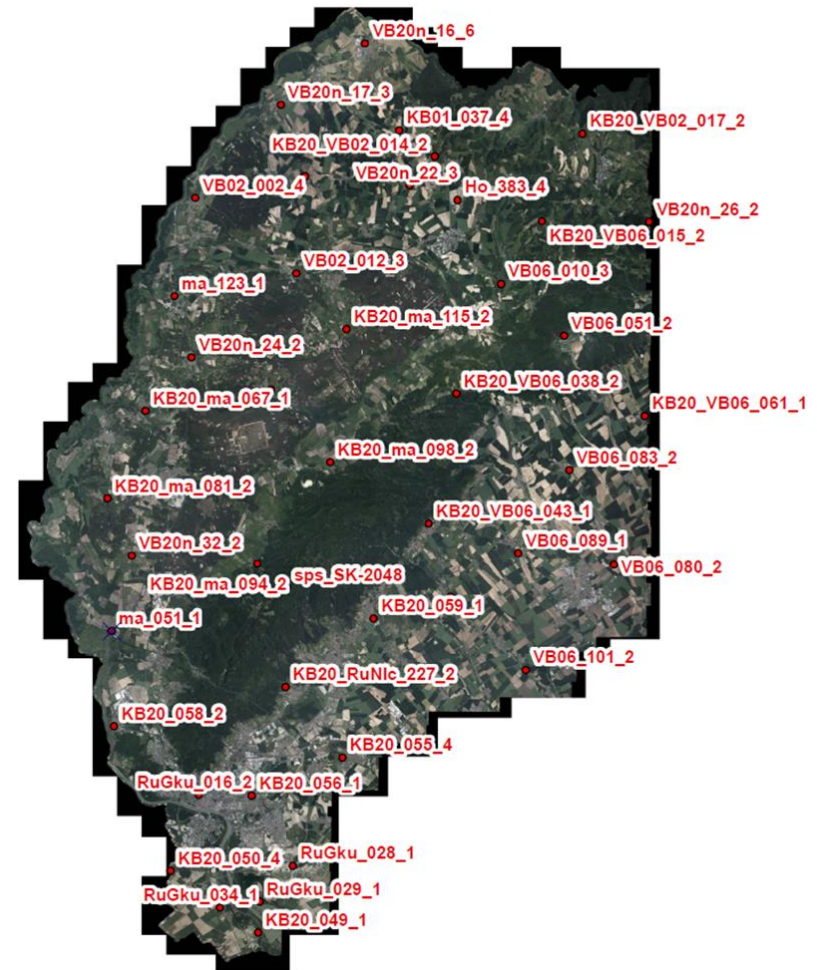 VB20n_16_6
VB20n_17_3
KB01_037_4
KB20_VB02_017_2
KB20_VB02_014_2
VB20n_22_3
VB02_002_4
Ho_383_4
VB20n_26_2
KB20_VB06_015_2
VB02_012_3
VB06_010_3
ma_123_1
KB20_ma_115_2
VB06_051_2
VB20n_24_2
KB20_VB06_038_2
KB20_ma_067_1
KB20_VB06_061_1
KB20_ma_098_2
VB06_083_2
KB20_ma_081_2
KB20_VB06_043_1
VB20n_32_2
VB06_089_1
VB06_080_2
KB20_ma_094_2
sps_SK-2048
KB20_059_1
ma_051_1
VB06_101_2
KB20_RuNlc_227_2
KB20_058_2
KB20_055_4
RuGku_016_2
KB20_056_1
RuGku_028_1
KB20_050_4
RuGku_029_1
RuGku_034_1
KB20_049_1